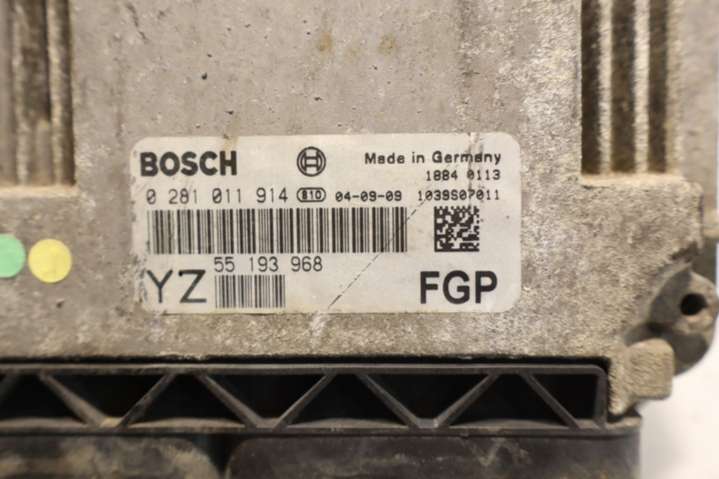 BOSCH
Made in Germany
1884 0113
0 281 011 914 810 04-09-09 1039S07011
55 193 968
YZ
FGP